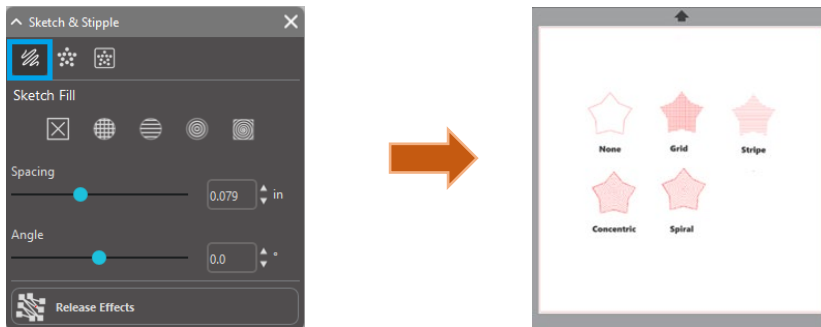 Sketch & Stipple
Sketch Fill
Spacing
0.079 in
Angle
0.0 °
Release Effects
None Grid Stripe
Concentric Spiral